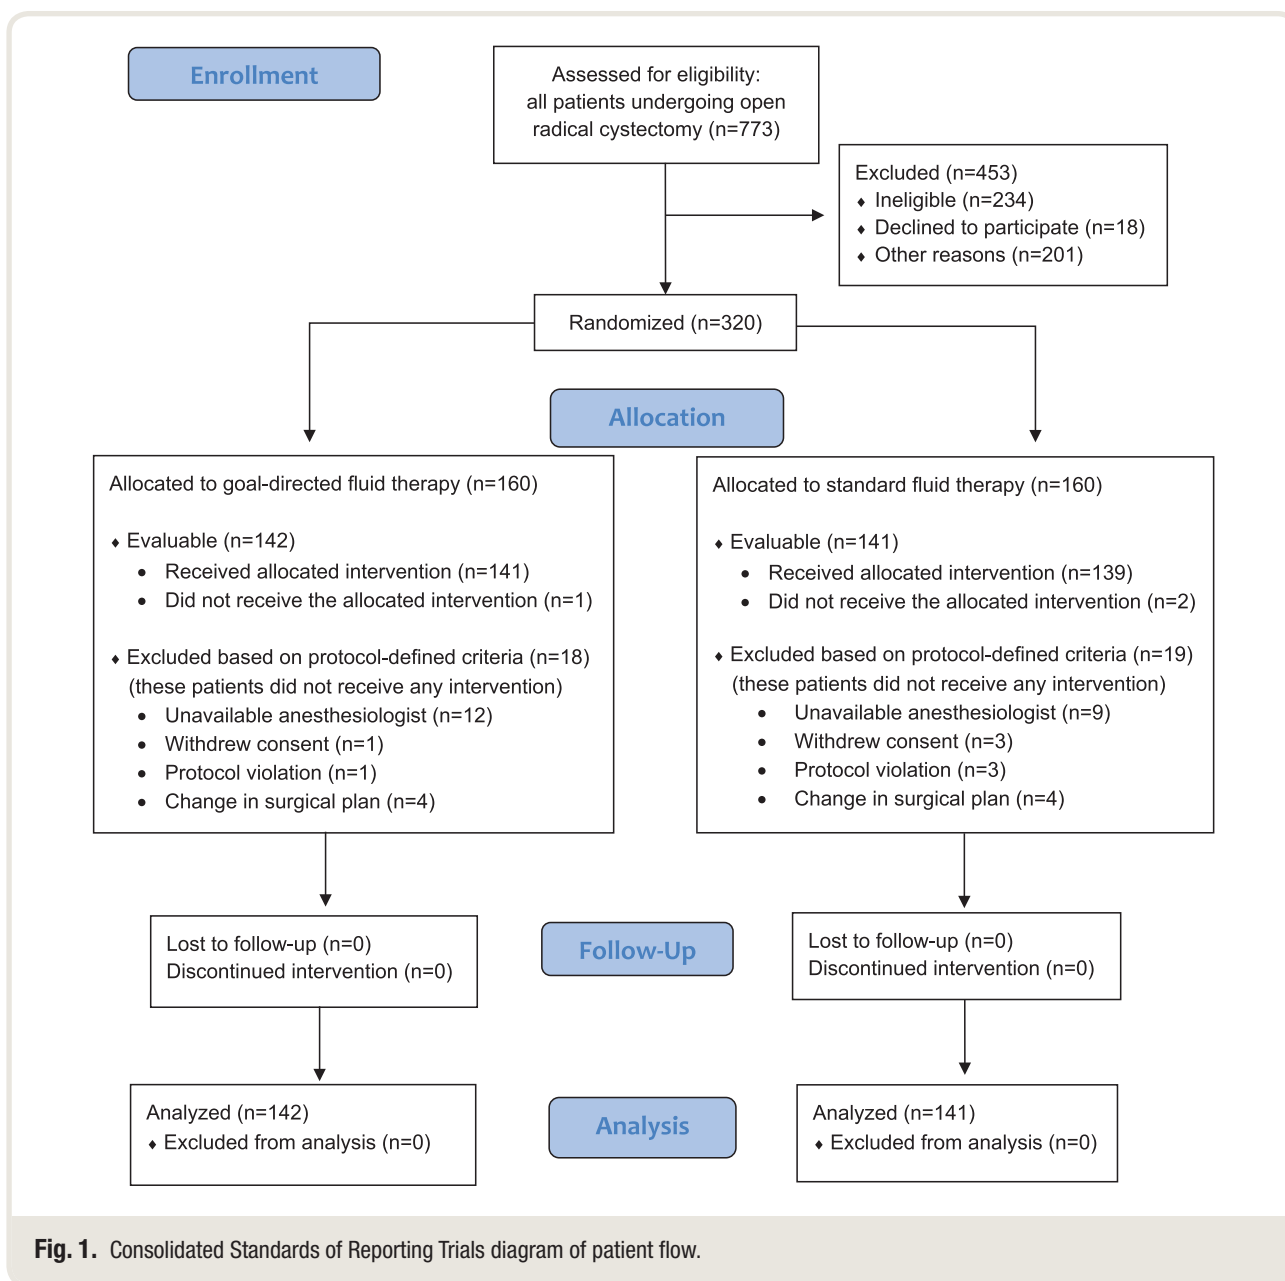 Enrollment
Assessed for eligibility:
all patients undergoing open
radical cystectomy (n=773)
Excluded (n=453)
♦ Ineligible (n=234)
♦ Declined to participate (n=18)
♦ Other reasons (n=201)
Randomized (n=320)
Allocation
Allocated to goal-directed fluid therapy (n=160)
♦ Evaluable (n=142)
• Received allocated intervention (n=141)
• Did not receive the allocated intervention (n=1)
♦ Excluded based on protocol-defined criteria (n=18)
(these patients did not receive any intervention)
• Unavailable anesthesiologist (n=12)
• Withdrew consent (n=1)
• Protocol violation (n=1)
• Change in surgical plan (n=4)
Allocated to standard fluid therapy (n=160)
♦ Evaluable (n=141)
• Received allocated intervention (n=139)
• Did not receive the allocated intervention (n=2)
♦ Excluded based on protocol-defined criteria (n=19)
(these patients did not receive any intervention)
• Unavailable anesthesiologist (n=9)
• Withdrew consent (n=3)
• Protocol violation (n=3)
• Change in surgical plan (n=4)
Follow-Up
Lost to follow-up (n=0)
Discontinued intervention (n=0)
Lost to follow-up (n=0)
Discontinued intervention (n=0)
Analysis
Analyzed (n=142)
♦ Excluded from analysis (n=0)
Analyzed (n=141)
♦ Excluded from analysis (n=0)
Fig. 1. Consolidated Standards of Reporting Trials diagram of patient flow.